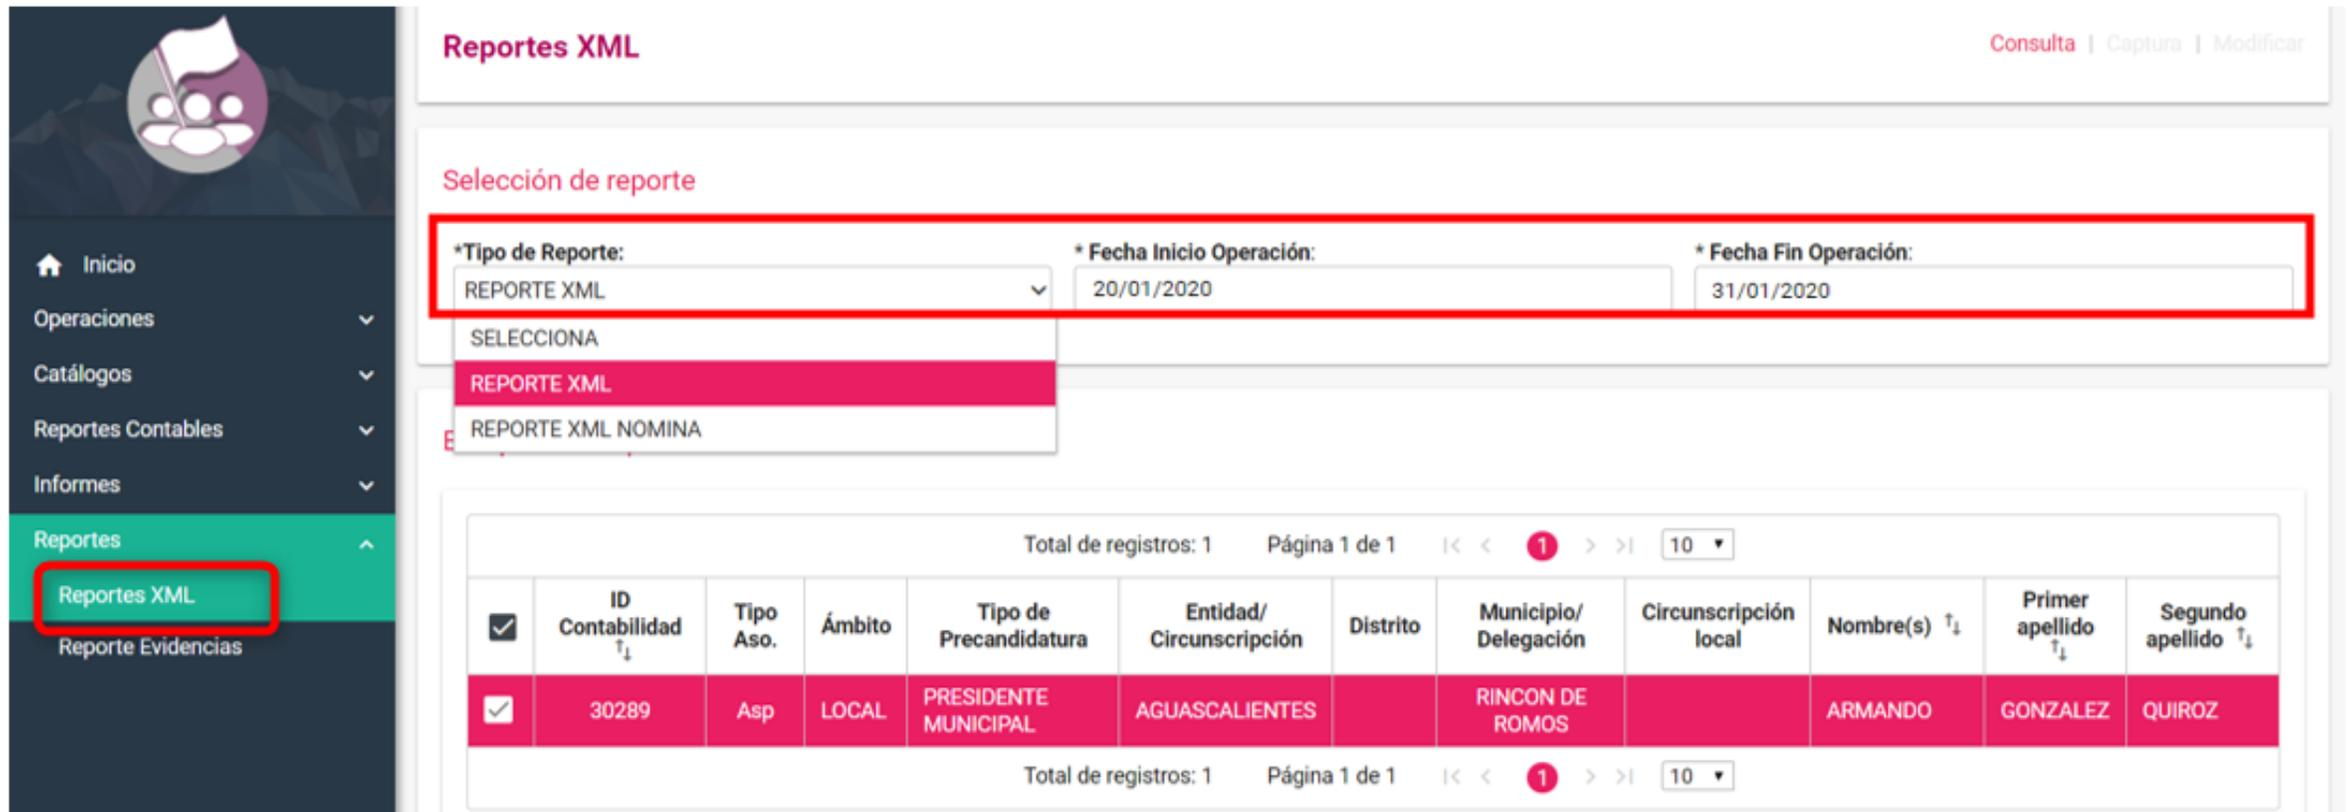 Reportes XML
Consulta | Captura | Modificar
Selección de reporte
*Tipo de Reporte: * Fecha Inicio Operación: * Fecha Fin Operación:
REPORTE XML 20/01/2020 31/01/2020
SELECCIONA
REPORTE XML
REPORTE XML NOMINA
Inicio
Operaciones
Catálogos
Reportes Contables
Informes
Reportes
Reportes XML
Reporte Evidencias
Total de registros: 1 Página 1 de 1 |< < 1 > >| 10
ID Contabilidad
Tipo Aso.
Ámbito
Tipo de Precandidatura
Entidad/ Circunscripción
Distrito
Municipio/ Delegación
Circunscripción local
Nombre(s)
Primer apellido
Segundo apellido
30289
Asp
LOCAL
PRESIDENTE MUNICIPAL
AGUASCALIENTES
RINCON DE ROMOS
ARMANDO
GONZALEZ
QUIROZ
Total de registros: 1 Página 1 de 1 |< < 1 > >| 10